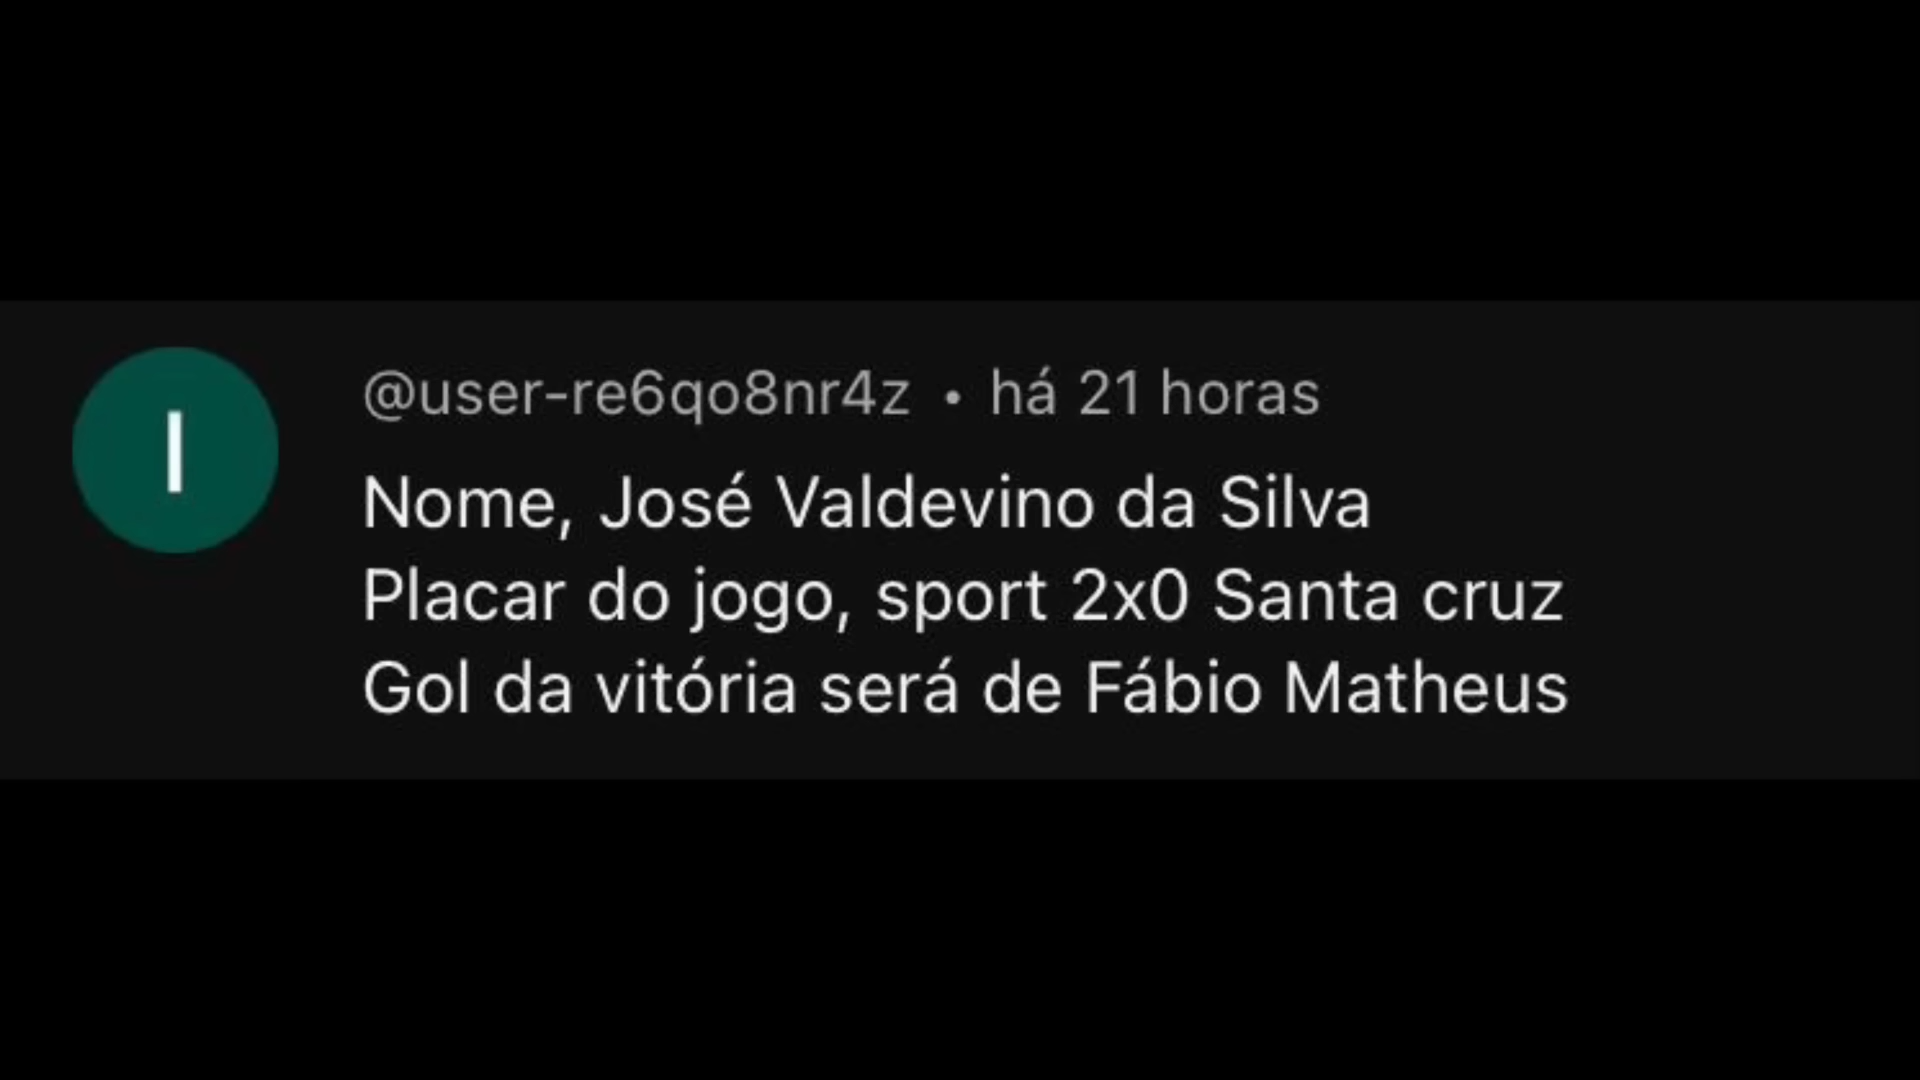 I
@user-re6qo8nr4z • há 21 horas
Nome, José Valdevino da Silva
Placar do jogo, sport 2x0 Santa cruz
Gol da vitória será de Fábio Matheus